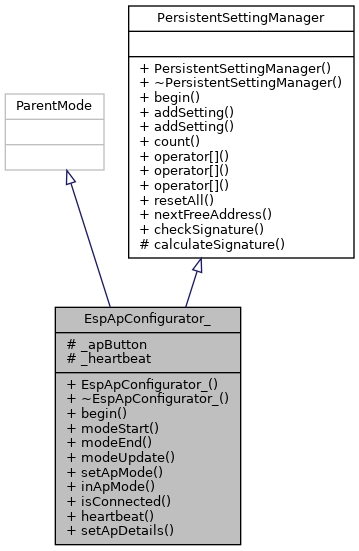 PersistentSettingManager
+ PersistentSettingManager()
+ ~PersistentSettingManager()
+ begin()
+ addSetting()
+ addSetting()
+ count()
+ operator[]()
+ operator[]()
+ operator[]()
+ resetAll()
+ nextFreeAddress()
+ checkSignature()
# calculateSignature()
ParentMode
EspApConfigurator_
# _apButton
# _heartbeat
+ EspApConfigurator_()
+ ~EspApConfigurator_()
+ begin()
+ modeStart()
+ modeEnd()
+ modeUpdate()
+ setApMode()
+ inApMode()
+ isConnected()
+ heartbeat()
+ setApDetails()